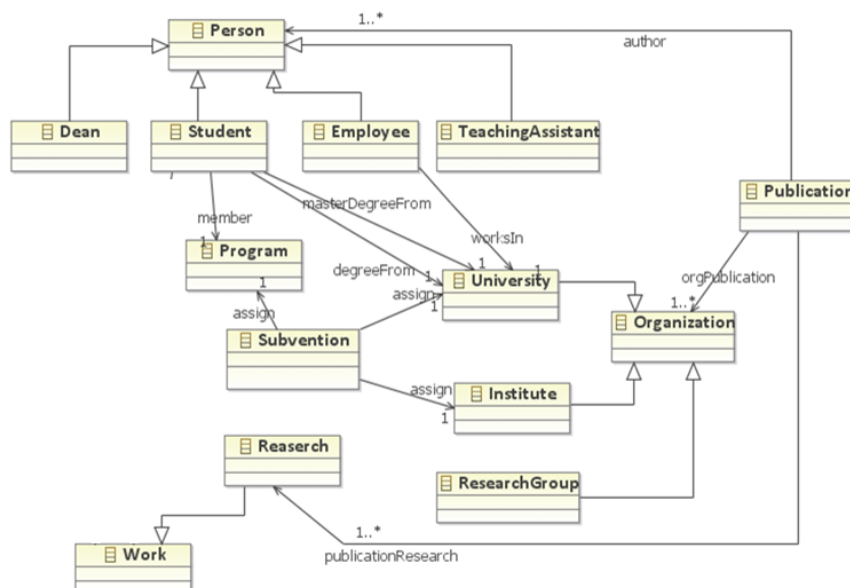 Person
1..*
author
Dean
Student
Employee
TeachingAssistant
Publication
member
masterDegreeFrom
worksIn
1
Program
1
degreeFrom
1
1
1
University
orgPublication
1..*
assign
assign
1
Organization
Subvention
assign
1
Institute
Reaserch
ResearchGroup
1..*
publicationResearch
Work